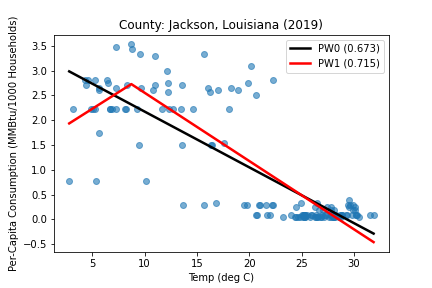 County: Jackson, Louisiana (2019)
Per-Capita Consumption (MMBtu/1000 Households)
3.5
3.0
2.5
2.0
1.5
1.0
0.5
0.0
−0.5
PW0 (0.673)
PW1 (0.715)
5 10 15 20 25 30
Temp (deg C)